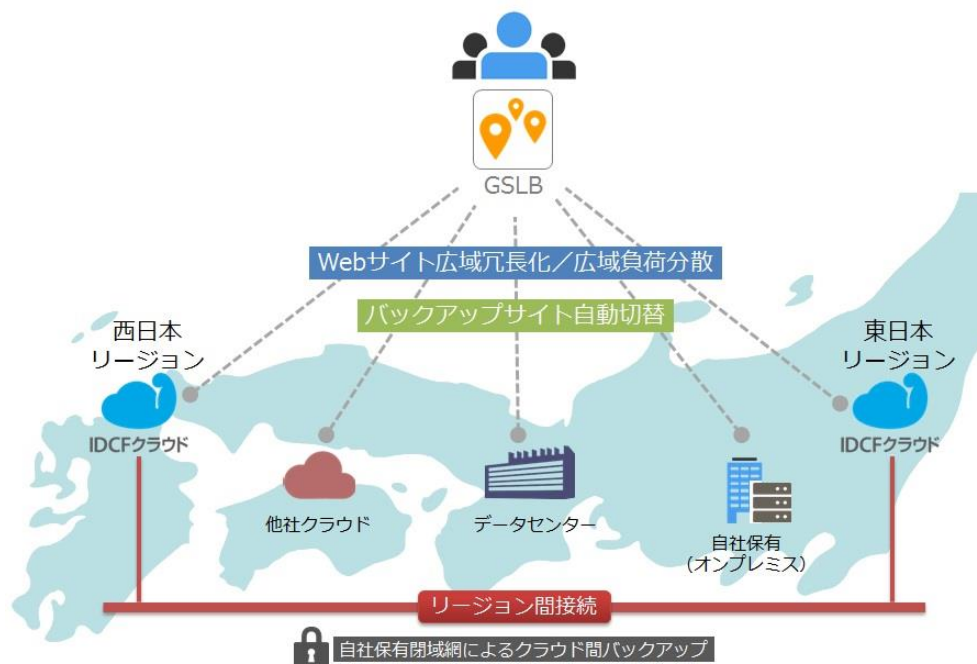 GSLB
Webサイト広域冗長化／広域負荷分散
バックアップサイト自動切替
西日本
リージョン
IDCFクラウド
東日本
リージョン
IDCFクラウド
他社クラウド
データセンター
自社保有
（オンプレミス）
リージョン間接続
自社保有閉域網によるクラウド間バックアップ